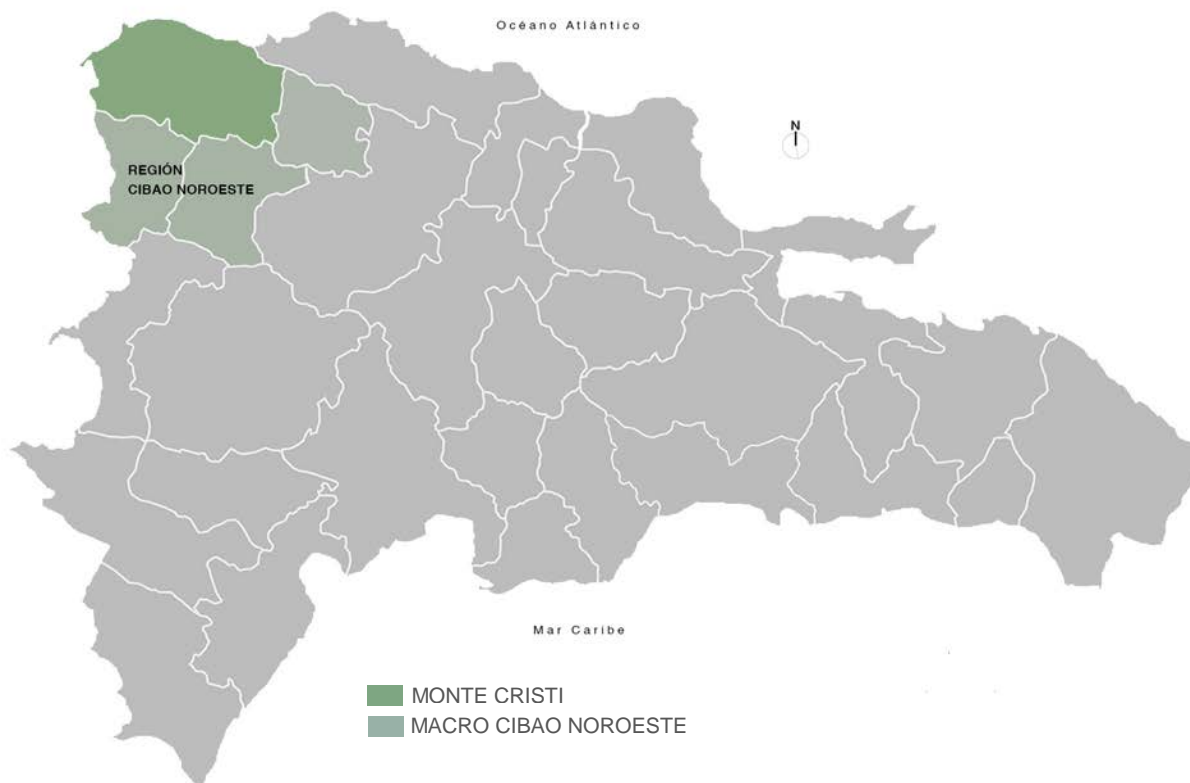 Océano Atlántico
N
REGIÓN
CIBAO NOROESTE
Mar Caribe
MONTE CRISTI
MACRO CIBAO NOROESTE